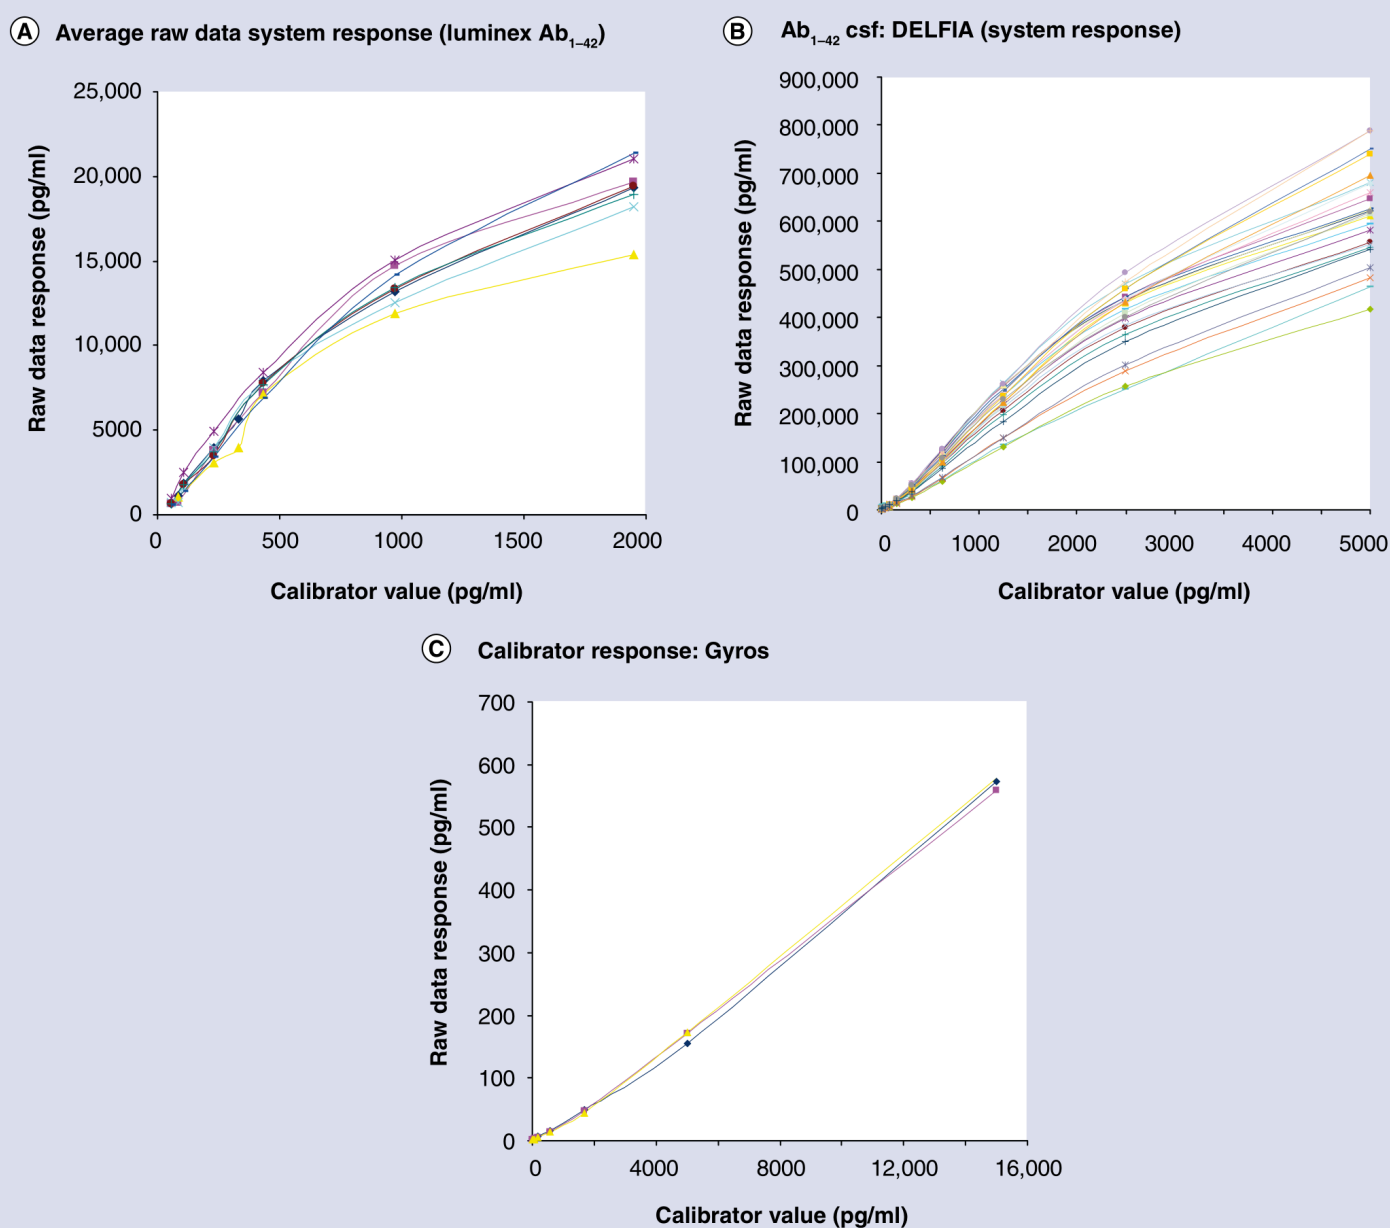 A Average raw data system response (luminex Ab1–42)
25,000
20,000
15,000
10,000
5000
0
0 500 1000 1500 2000
Raw data response (pg/ml)
Calibrator value (pg/ml)
B Ab1–42 csf: DELFIA (system response)
900,000
800,000
700,000
600,000
500,000
400,000
300,000
200,000
100,000
0
0 1000 2000 3000 4000 5000
Raw data response (pg/ml)
Calibrator value (pg/ml)
C Calibrator response: Gyros
700
600
500
400
300
200
100
0
0 4000 8000 12,000 16,000
Raw data response (pg/ml)
Calibrator value (pg/ml)